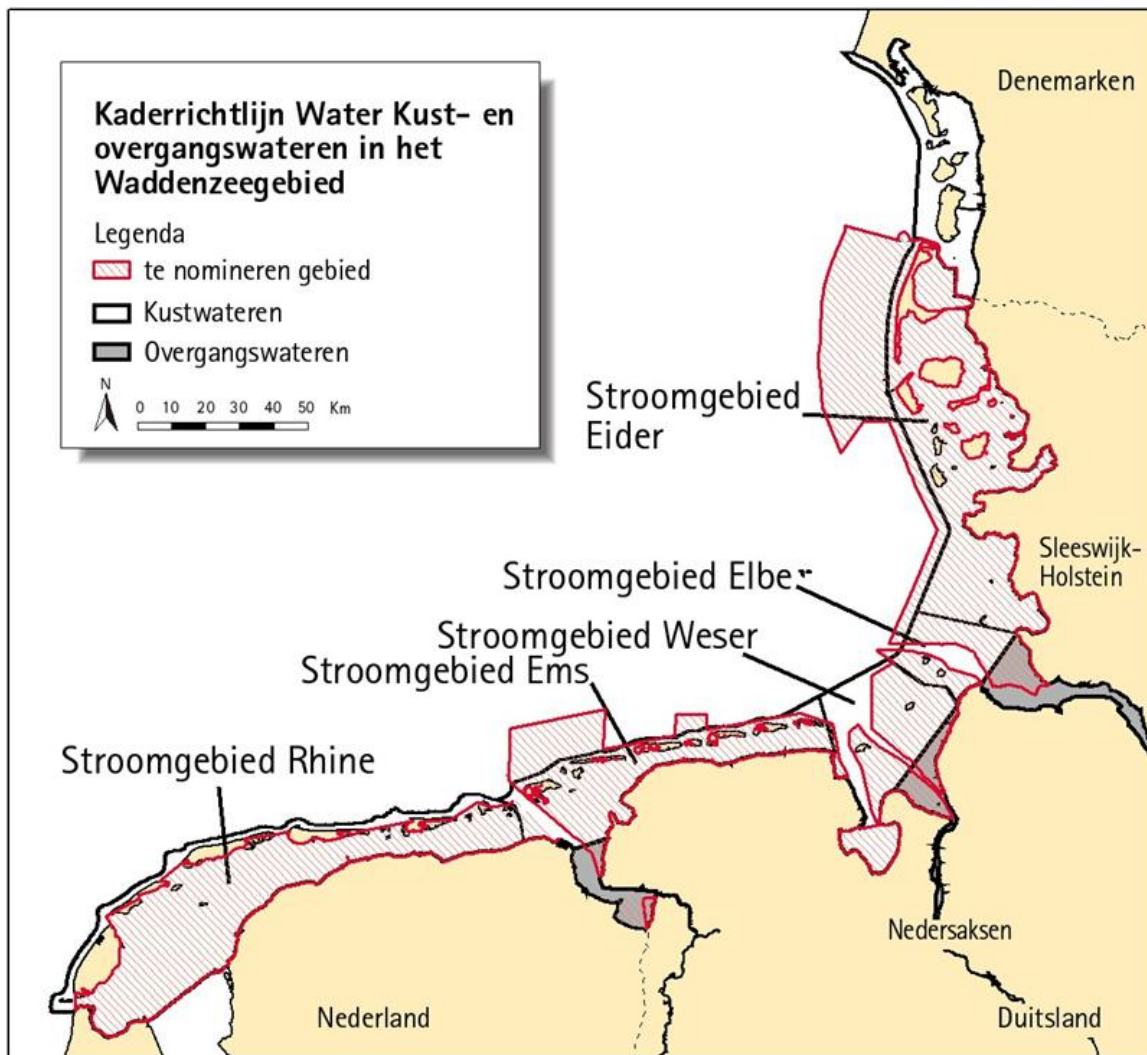 Kaderrichtlijn Water Kust- en
overgangswateren in het
Waddenzeegebied
Legenda
te nomineren gebied
Kustwateren
Overgangswateren
N
0 10 20 30 40 50 Km
Denemarken
Stroomgebied
Eider
Sleeswijk-
Holstein
Stroomgebied Elbe
Stroomgebied Weser
Stroomgebied Ems
Stroomgebied Rhine
Nedersaksen
Nederland
Duitsland